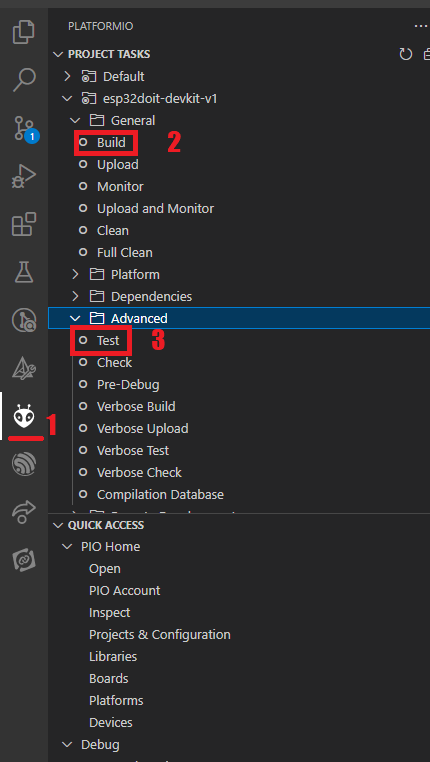 PLATFORMIO
PROJECT TASKS
Default
esp32doit-devkit-v1
General
Build 2
Upload
Monitor
Upload and Monitor
Clean
Full Clean
Platform
Dependencies
Advanced
Test 3
Check
Pre-Debug
1
Verbose Build
Verbose Upload
Verbose Test
Verbose Check
Compilation Database
QUICK ACCESS
PIO Home
Open
PIO Account
Inspect
Projects & Configuration
Libraries
Boards
Platforms
Devices
Debug